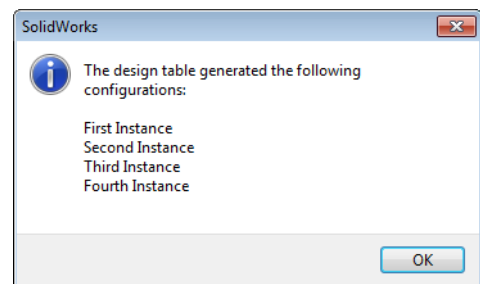 SolidWorks
The design table generated the following
configurations:
First Instance
Second Instance
Third Instance
Fourth Instance
OK